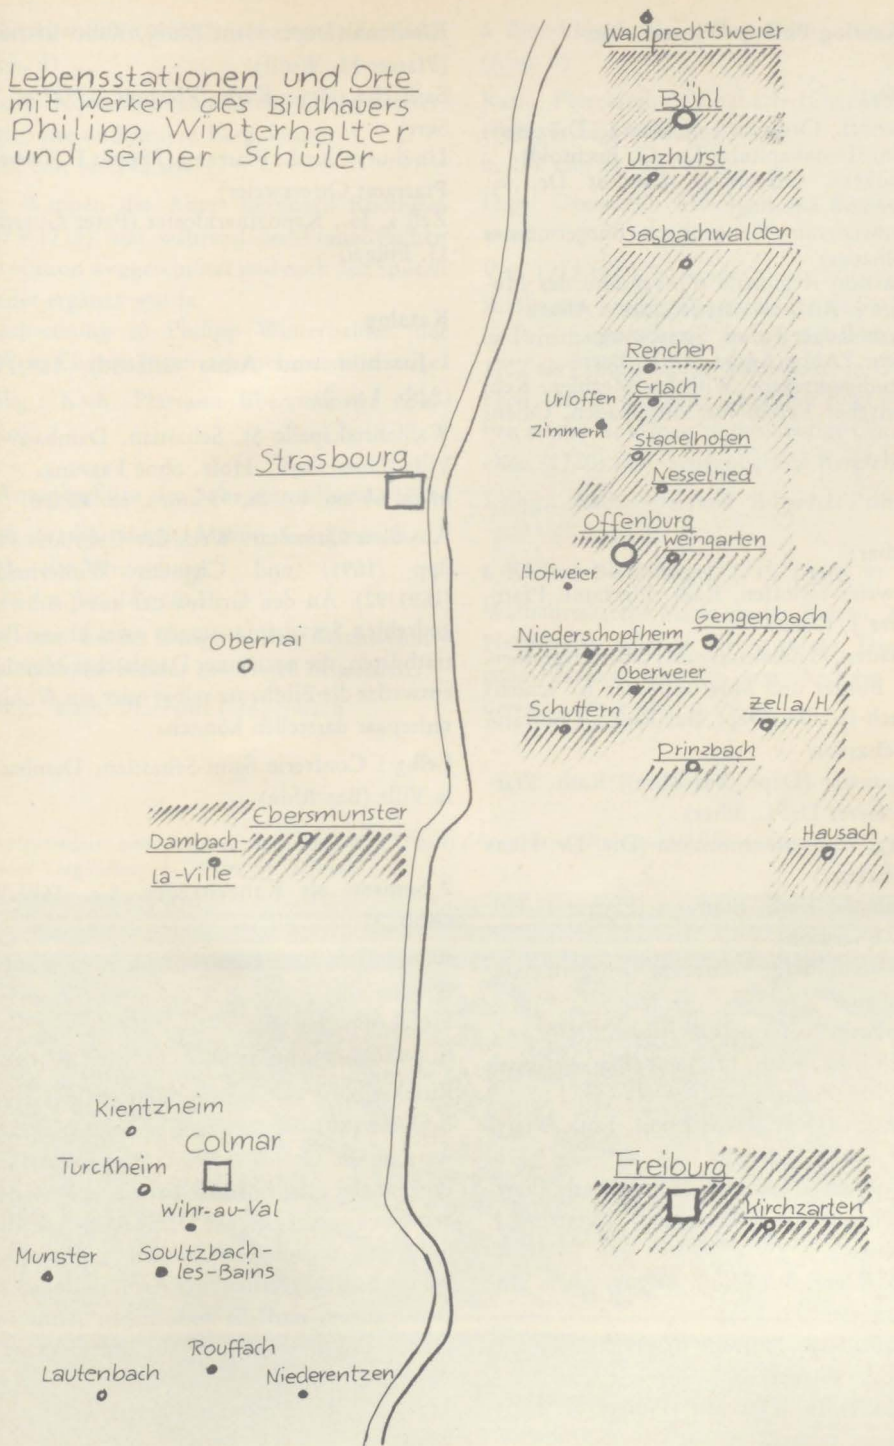 Lebensstationen und Orte
mit Werken des Bildhauers
Philipp Winterhalter
und seiner Schüler
Waldprechtsweier
Bühl
Unzhurst
Sasbachwalden
Renchen
Urloffen
Erlach
Zimmern
Stadelhofen
Strasbourg
Nesselried
Offenburg
Weingarten
Hofweier
Gengenbach
Niederschopfheim
Obernai
Oberweier
Schuttern
Zell a/H
Prinzbach
Ebersmunster
Dambach-
la-Ville
Hausach
Kientzheim
Colmar
Turckheim
Freiburg
Kirchzarten
Wihr-au-Val
Munster
Soultzbach-
les-Bains
Rouffach
Lautenbach
Niederentzen